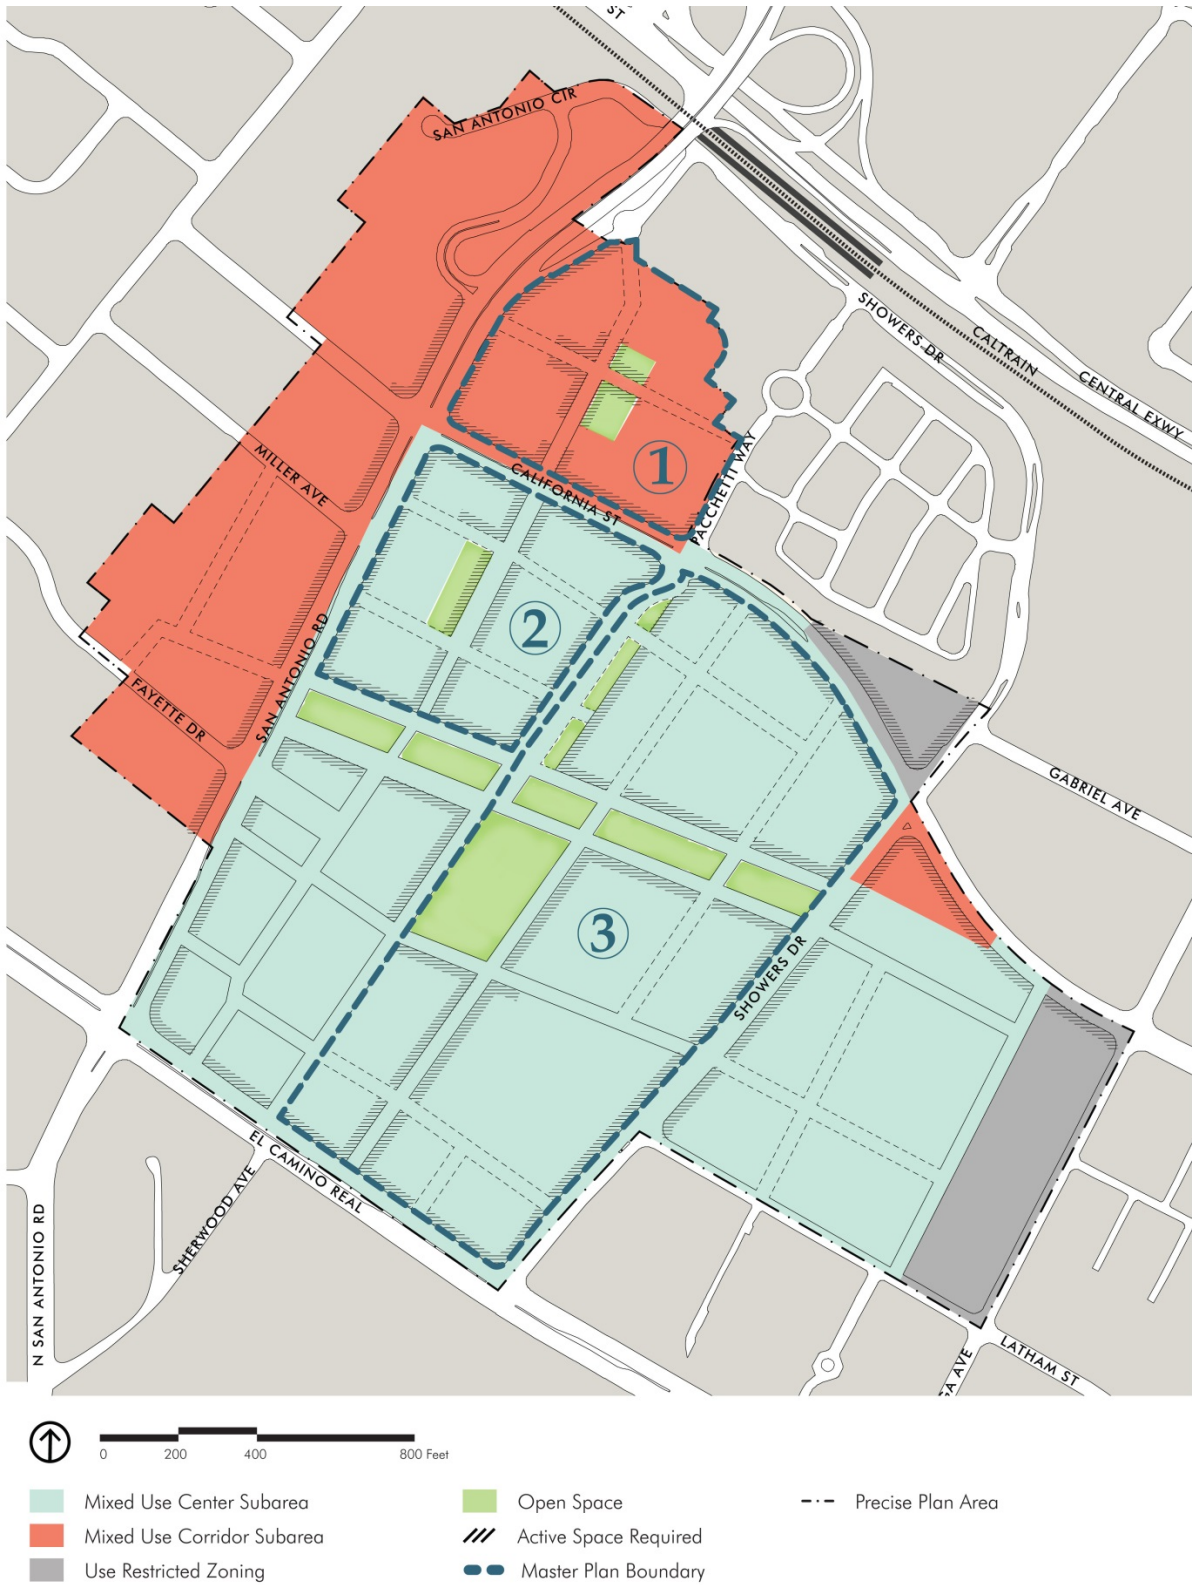 ST
SAN ANTONIO CIR
SHOWERS DR
CALTRAIN
CENTRAL EXWY
MILLER AVE
CALIFORNIA ST
PACCHETTI WAY
1
2
FAYETTE DR
SAN ANTONIO RD
GABRIEL AVE
3
SHOWERS DR
EL CAMINO REAL
SHERWOOD AVE
N SAN ANTONIO RD
SA AVE
LATHAM ST
0 200 400 800 Feet
Mixed Use Center Subarea
Mixed Use Corridor Subarea
Use Restricted Zoning
Open Space
Active Space Required
Master Plan Boundary
Precise Plan Area